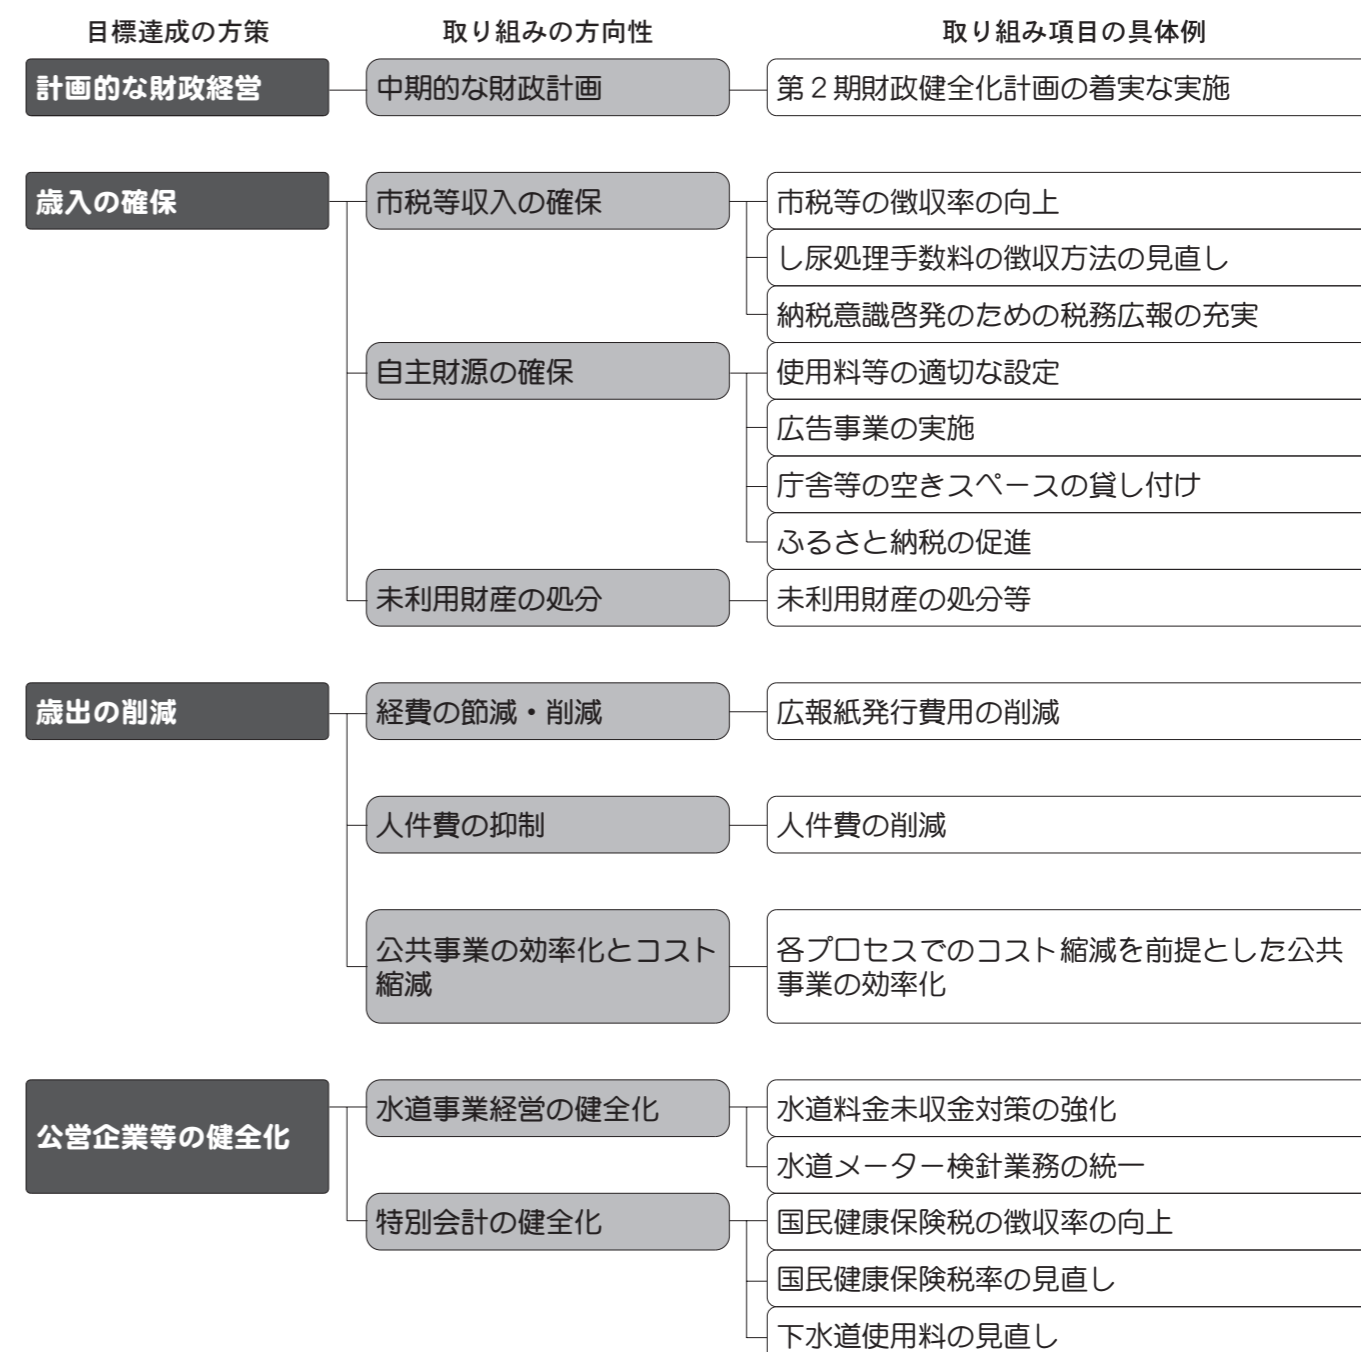 目標達成の方策
取り組みの方向性
取り組み項目の具体例
計画的な財政経営
中期的な財政計画
第2期財政健全化計画の着実な実施
歳入の確保
市税等収入の確保
市税等の徴収率の向上
し尿処理手数料の徴収方法の見直し
納税意識啓発のための税務広報の充実
自主財源の確保
使用料等の適切な設定
広告事業の実施
庁舎等の空きスペースの貸し付け
ふるさと納税の促進
未利用財産の処分
未利用財産の処分等
歳出の削減
経費の節減・削減
広報紙発行費用の削減
人件費の抑制
人件費の削減
公共事業の効率化とコスト
縮減
各プロセスでのコスト縮減を前提とした公共
事業の効率化
公営企業等の健全化
水道事業経営の健全化
水道料金未収金対策の強化
水道メーター検針業務の統一
特別会計の健全化
国民健康保険税の徴収率の向上
国民健康保険税率の見直し
下水道使用料の見直し